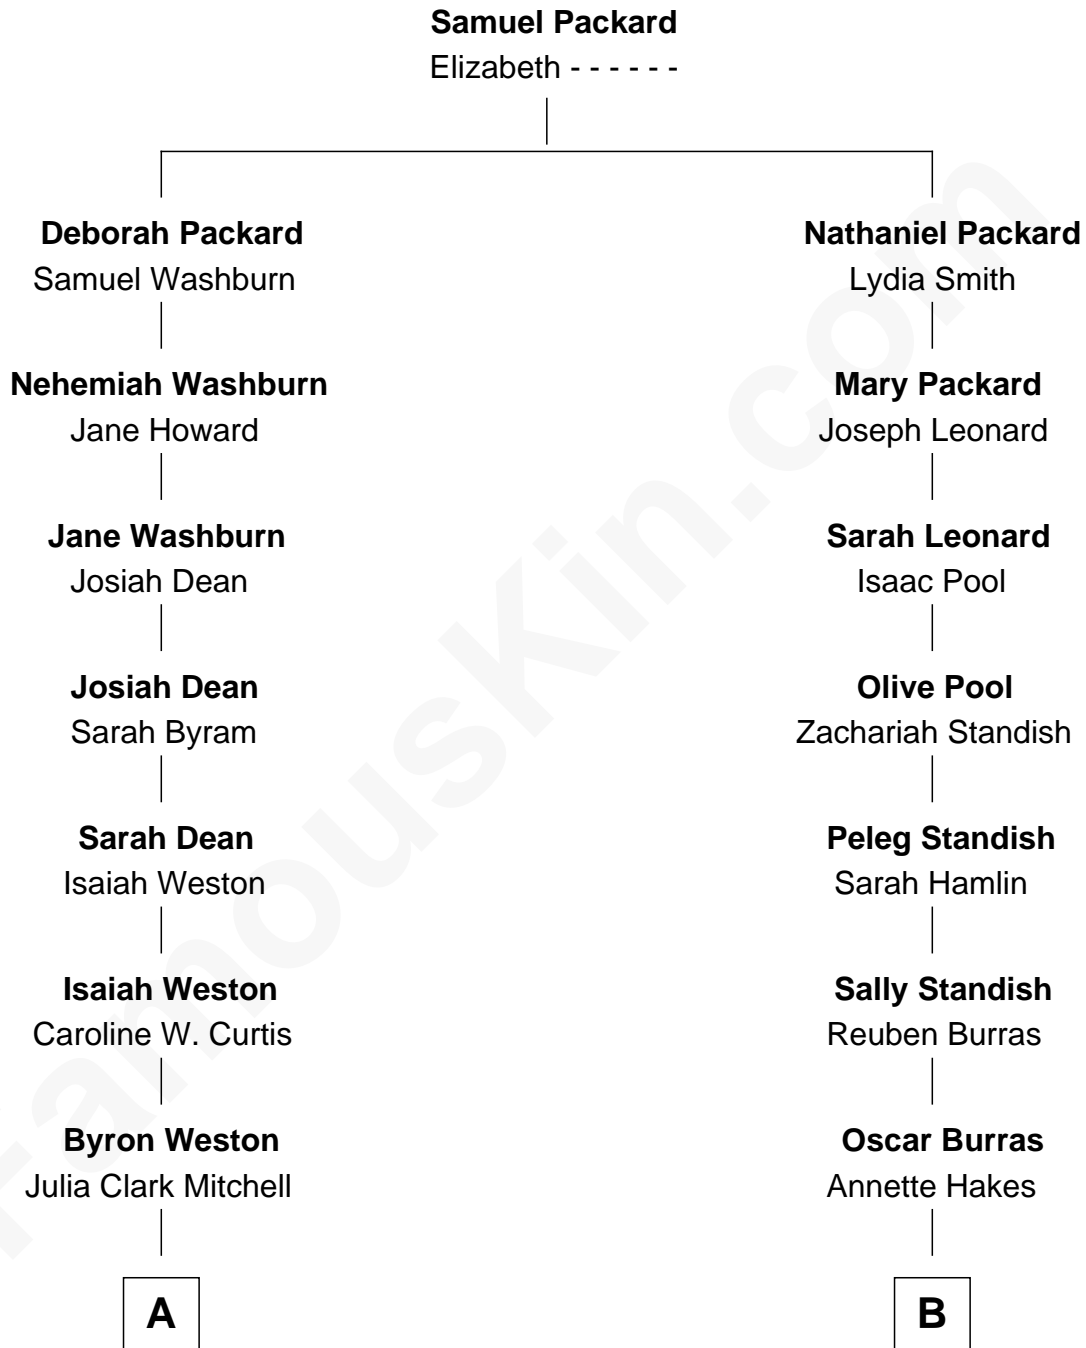 Samuel Packard
Elizabeth - - - - - -
Deborah Packard
Samuel Washburn
Nehemiah Washburn
Jane Howard
Jane Washburn
Josiah Dean
Josiah Dean
Sarah Byram
Sarah Dean
Isaiah Weston
Isaiah Weston
Caroline W. Curtis
Byron Weston
Julia Clark Mitchell
A
Nathaniel Packard
Lydia Smith
Mary Packard
Joseph Leonard
Sarah Leonard
Isaac Pool
Olive Pool
Zachariah Standish
Peleg Standish
Sarah Hamlin
Sally Standish
Reuben Burras
Oscar Burras
Annette Hakes
B
FamousKin.com